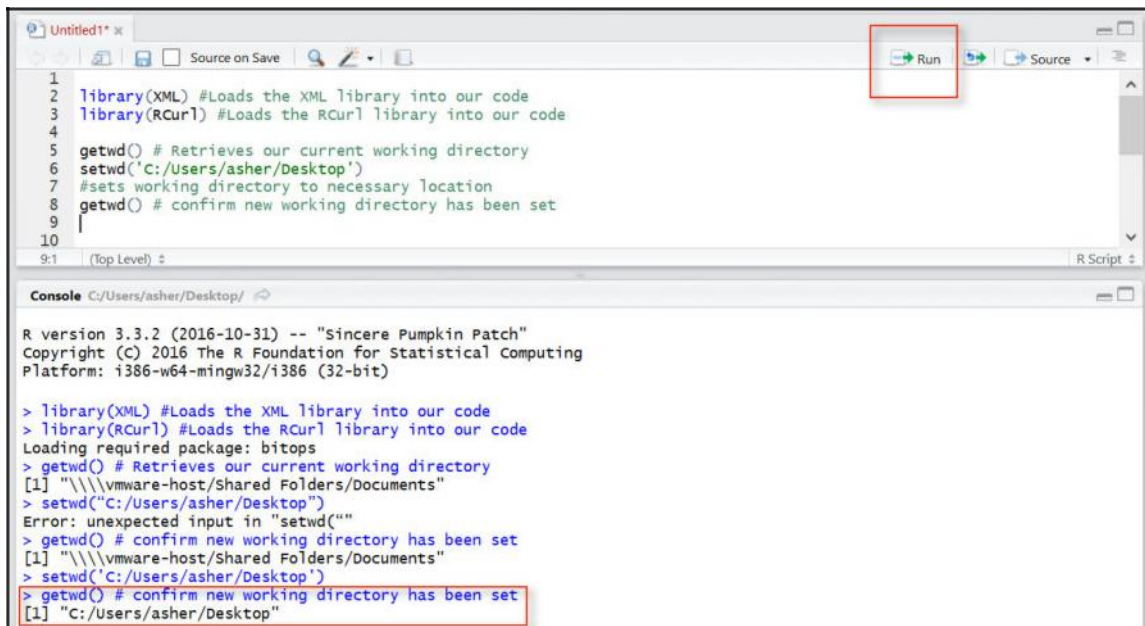 Untitled1* ×
Source on Save
Run
Source
1
2 library(XML) #Loads the XML library into our code
3 library(RCurl) #Loads the RCurl library into our code
4
5 getwd() # Retrieves our current working directory
6 setwd('C:/Users/asher/Desktop')
7 #sets working directory to necessary location
8 getwd() # confirm new working directory has been set
9
10
9:1 (Top Level) R Script
Console C:/Users/asher/Desktop/
R version 3.3.2 (2016-10-31) -- "Sincere Pumpkin Patch"
Copyright (C) 2016 The R Foundation for Statistical Computing
Platform: i386-w64-mingw32/i386 (32-bit)
> library(XML) #Loads the XML library into our code
> library(RCurl) #Loads the RCurl library into our code
Loading required package: bitops
> getwd() # Retrieves our current working directory
[1] "\\\\vmware-host/Shared Folders/Documents"
> setwd(“C:/Users/asher/Desktop”)
Error: unexpected input in "setwd(“"
> getwd() # confirm new working directory has been set
[1] "\\\\vmware-host/Shared Folders/Documents"
> setwd('C:/Users/asher/Desktop')
> getwd() # confirm new working directory has been set
[1] "C:/Users/asher/Desktop"